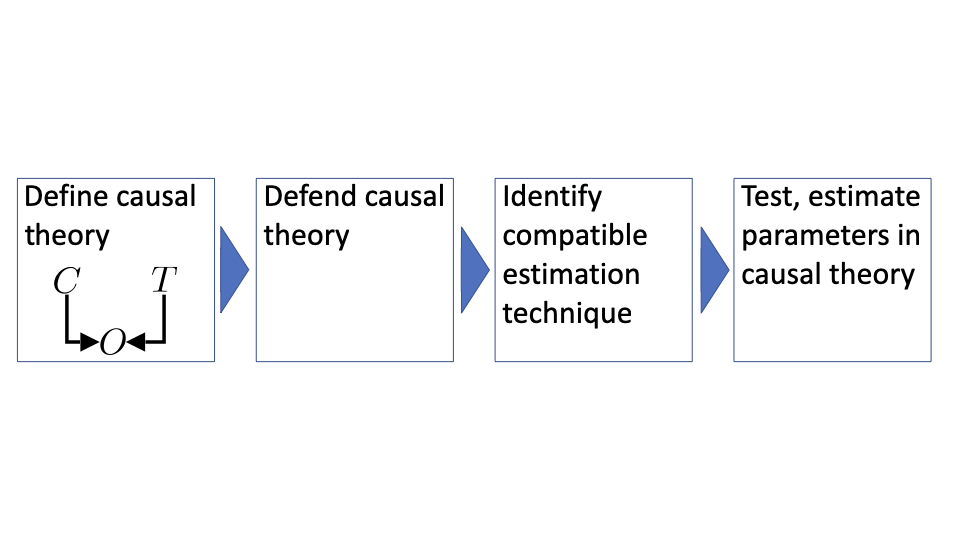 Define causal
theory
C T
O
Defend causal
theory
Identify
compatible
estimation
technique
Test, estimate
parameters in
causal theory